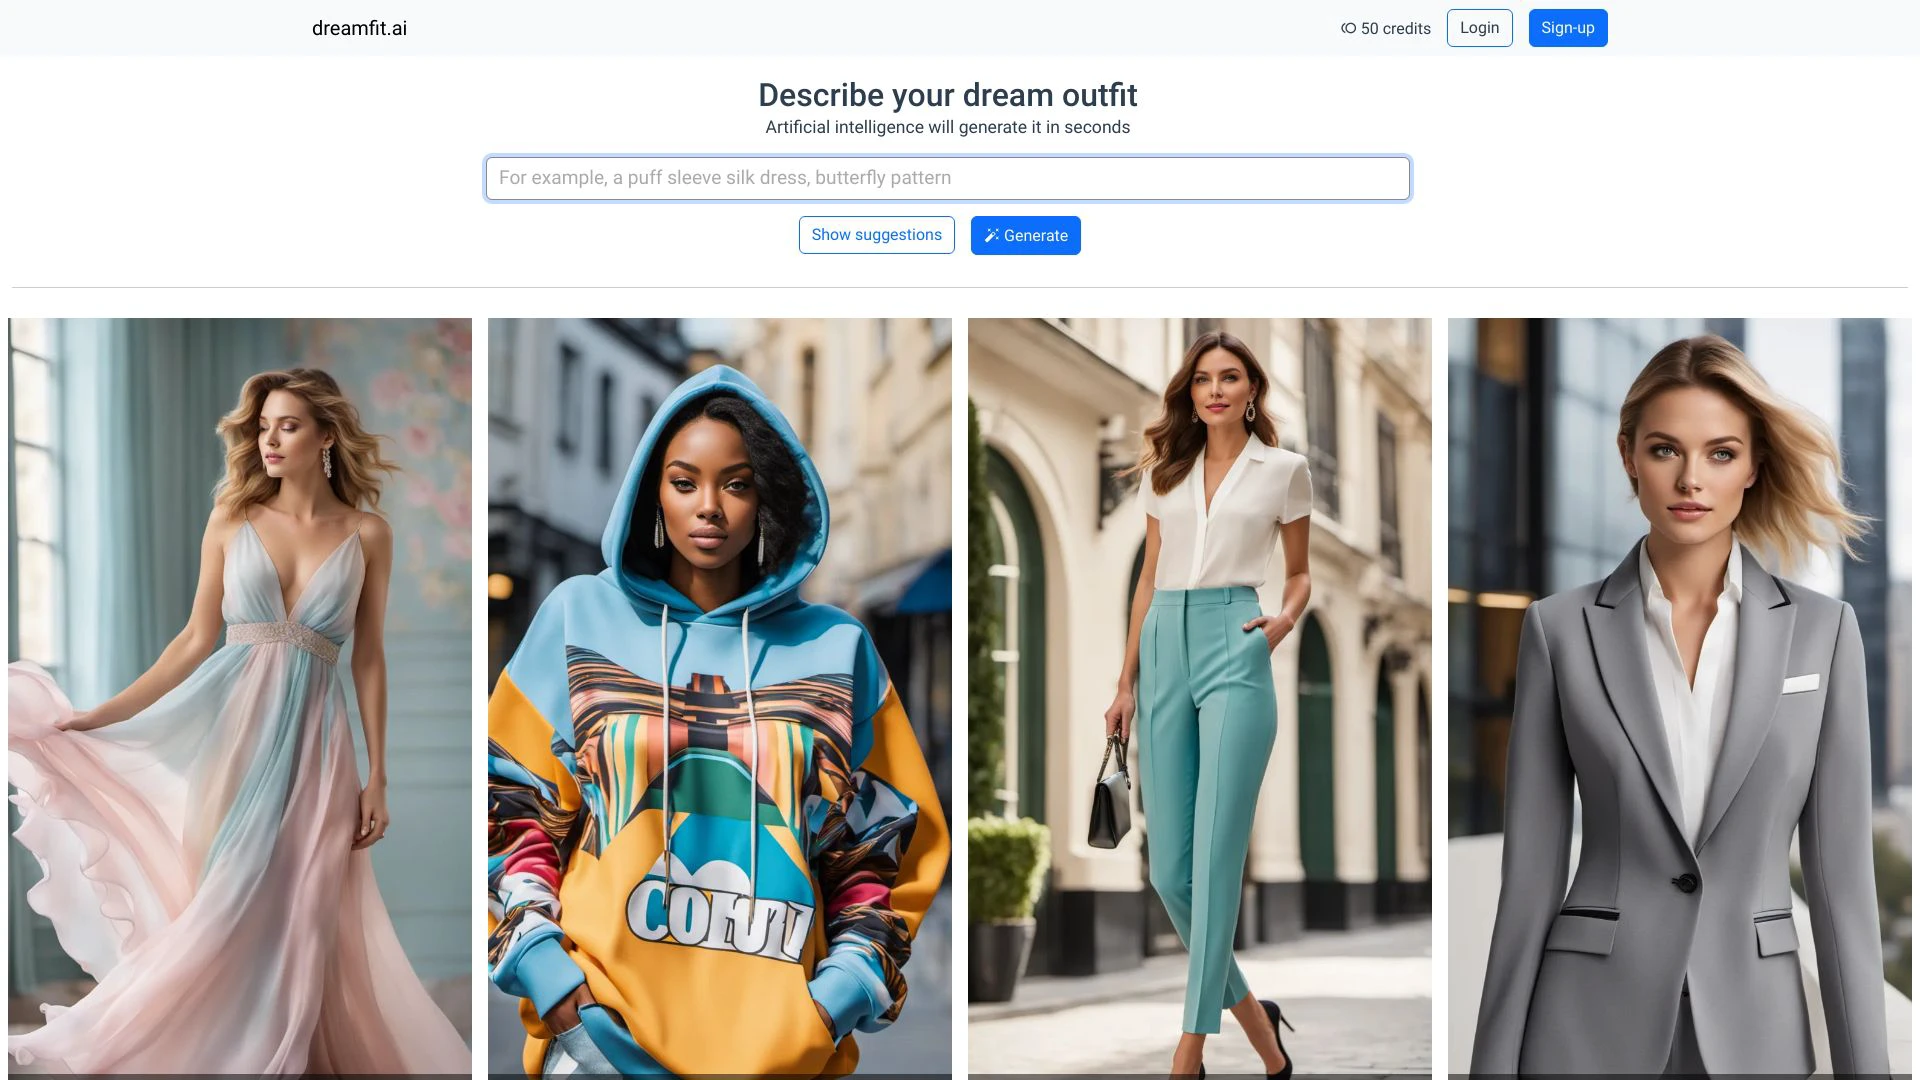 dreamfit.ai
50 credits
Login
Sign-up
Describe your dream outfit
Artificial intelligence will generate it in seconds
For example, a puff sleeve silk dress, butterfly pattern
Show suggestions
Generate